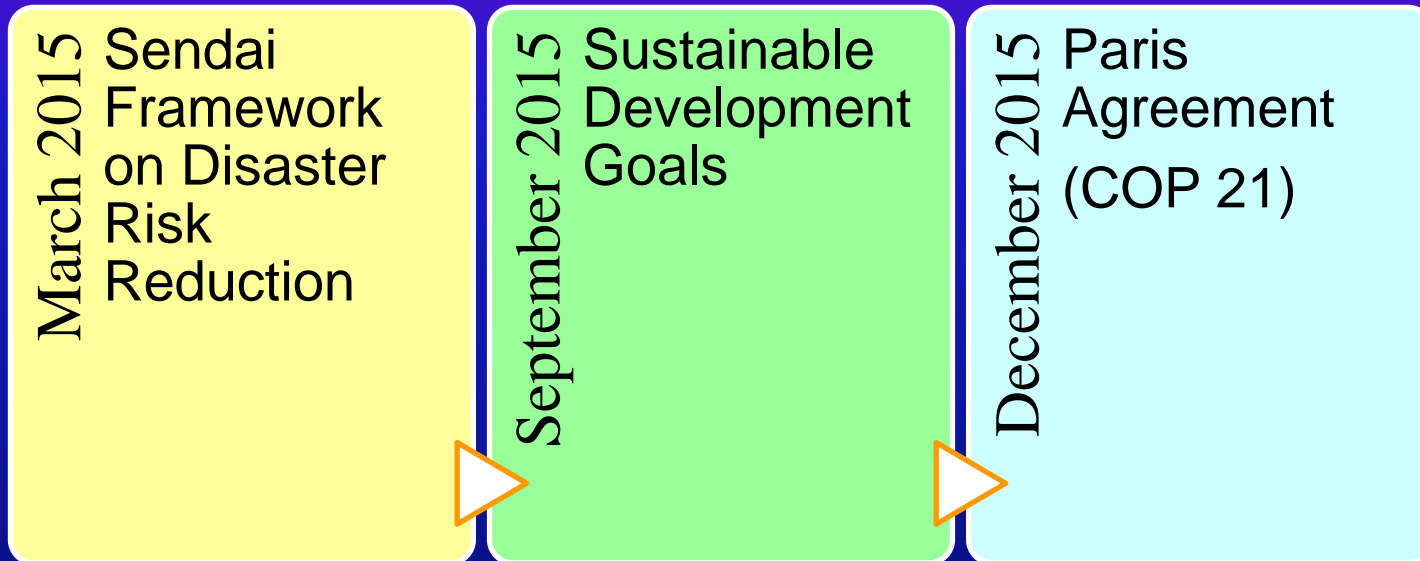 March 2015
Sendai
Framework
on Disaster
Risk
Reduction
September 2015
Sustainable
Development
Goals
December 2015
Paris
Agreement
(COP 21)